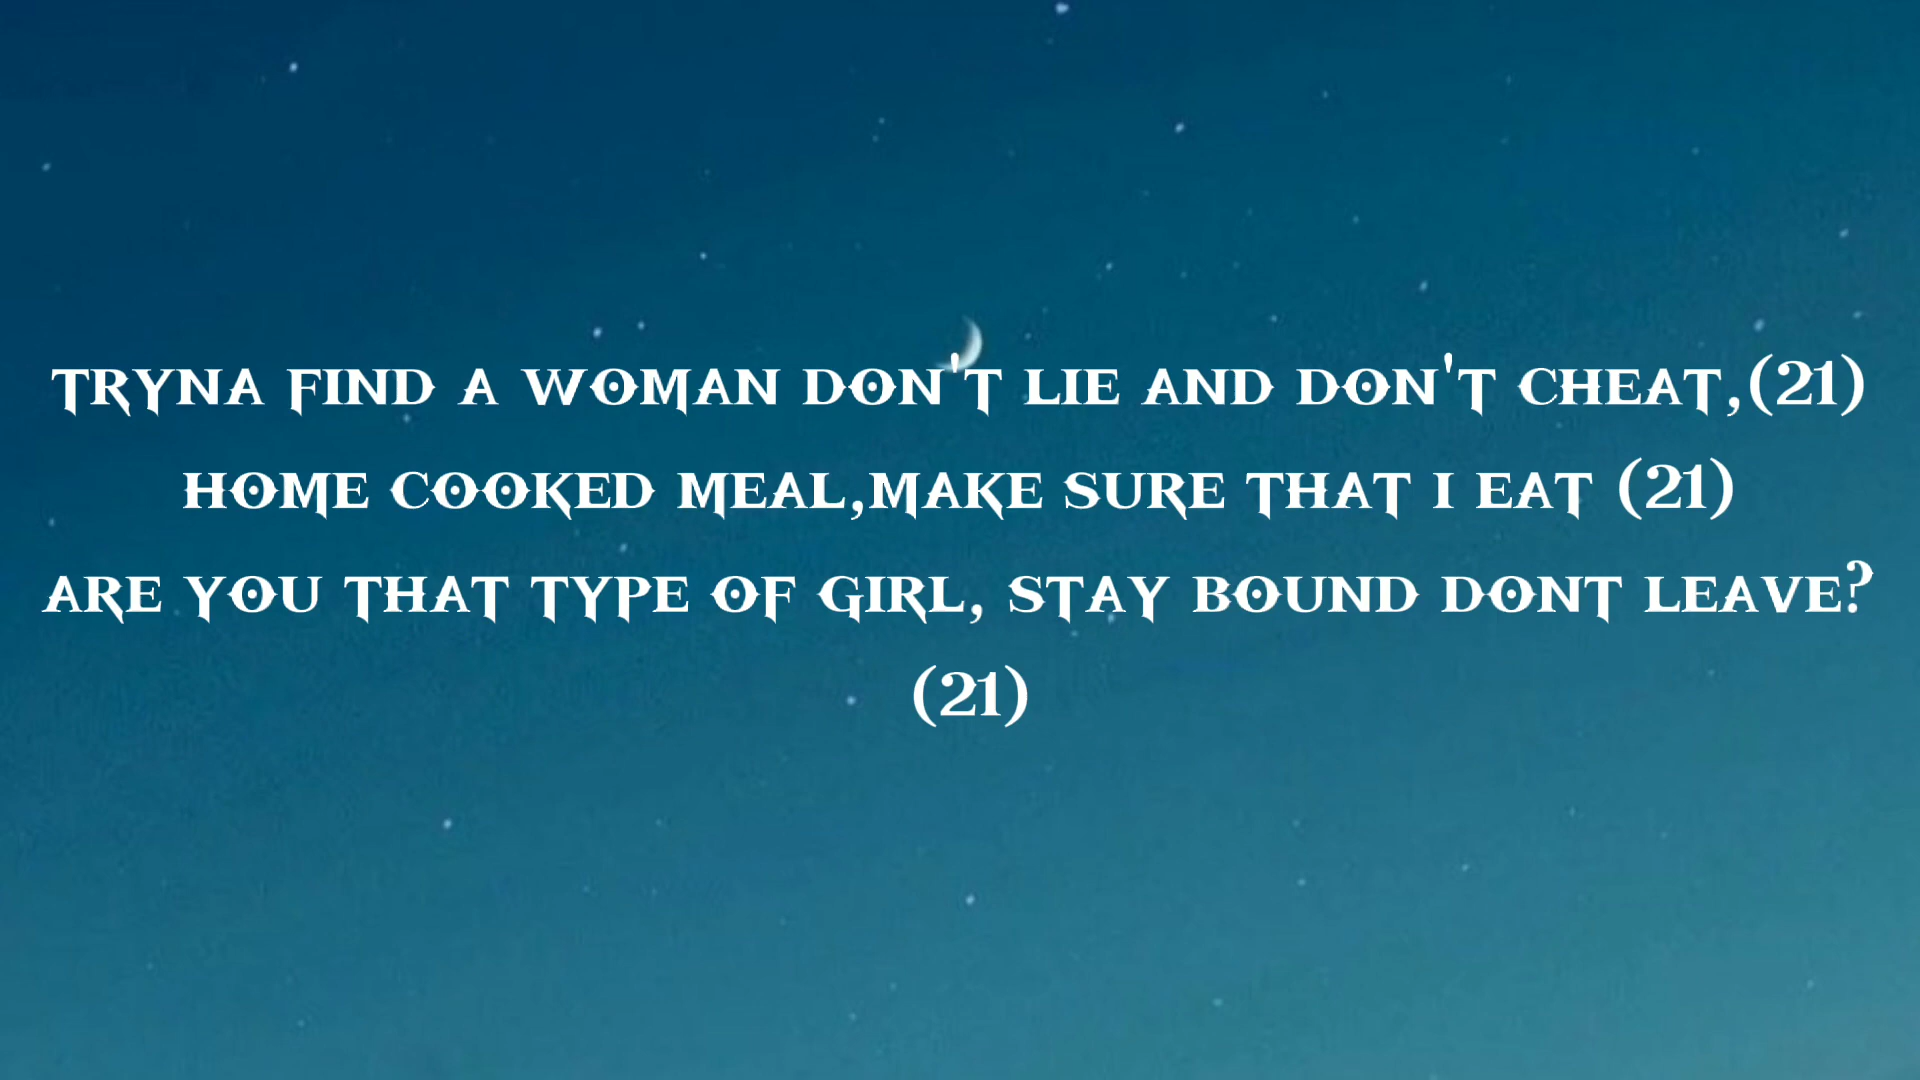 TRYNA FIND A WOMAN DON'T LIE AND DON'T CHEAT,(21)
HOME COOKED MEAL,MAKE SURE THAT I EAT (21)
ARE YOU THAT TYPE OF GIRL, STAY BOUND DONT LEAVE?
(21)